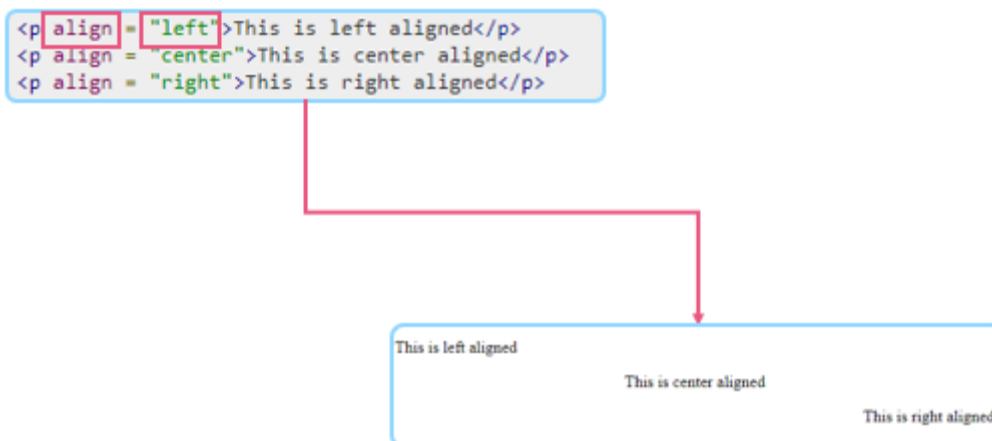 <p align = "left">This is left aligned</p>
<p align = "center">This is center aligned</p>
<p align = "right">This is right aligned</p>
This is left aligned
This is center aligned
This is right aligned